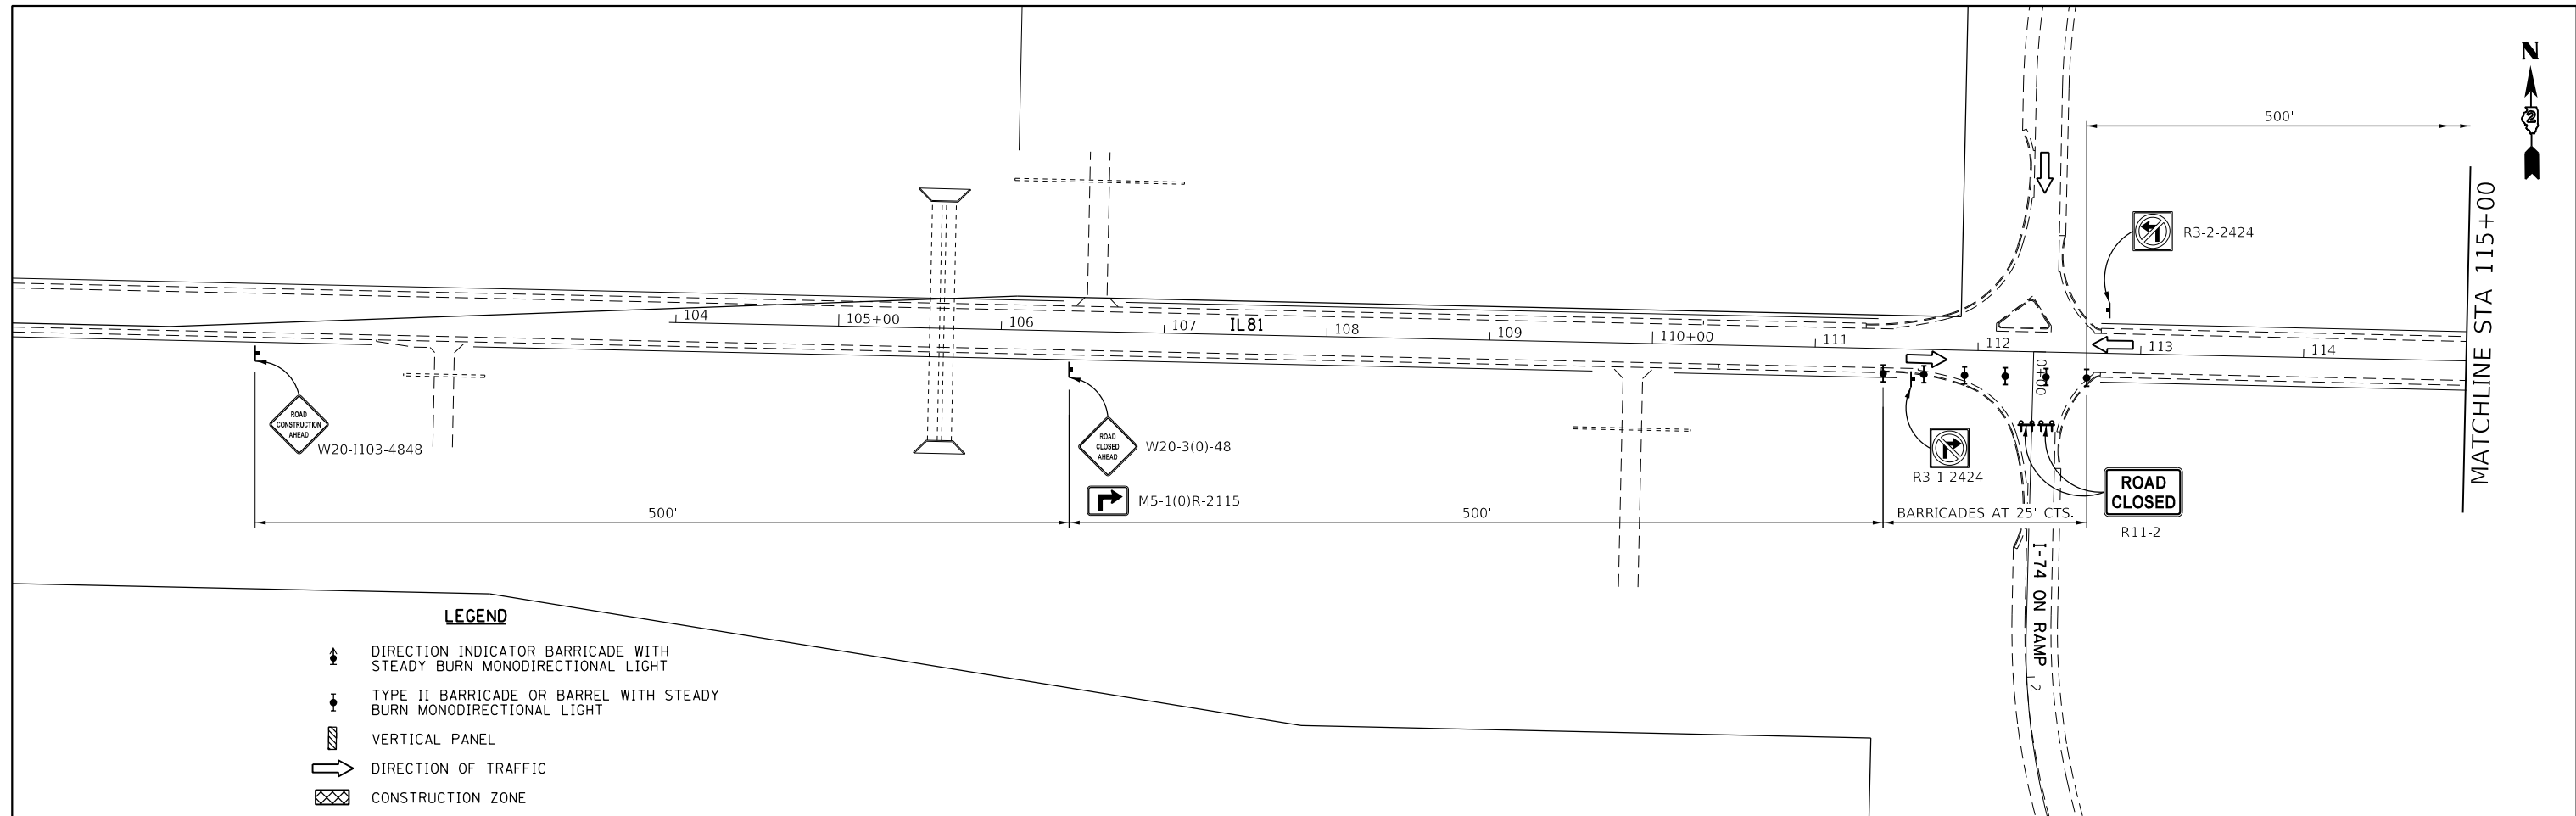 N
2
500'
MATCHLINE STA 115+00
R3-2-2424
104
105+00
106
107
IL81
108
109
110+00
111
112
113
114
0+00
ROAD
CONSTRUCTION
AHEAD
W20-I103-4848
ROAD
CLOSED
AHEAD
W20-3(0)-48
M5-1(0)R-2115
R3-1-2424
ROAD
CLOSED
R11-2
500'
500'
BARRICADES AT 25' CTS.
I-74 ON RAMP
2
LEGEND
DIRECTION INDICATOR BARRICADE WITH
STEADY BURN MONODIRECTIONAL LIGHT
TYPE II BARRICADE OR BARREL WITH STEADY
BURN MONODIRECTIONAL LIGHT
VERTICAL PANEL
DIRECTION OF TRAFFIC
CONSTRUCTION ZONE